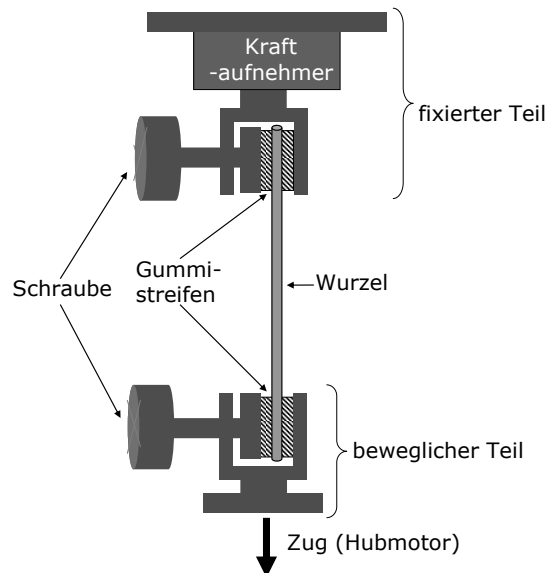 Kraft
-aufnehmer
fixierter Teil
Gummi-
streifen
Schraube
Wurzel
beweglicher Teil
Zug (Hubmotor)